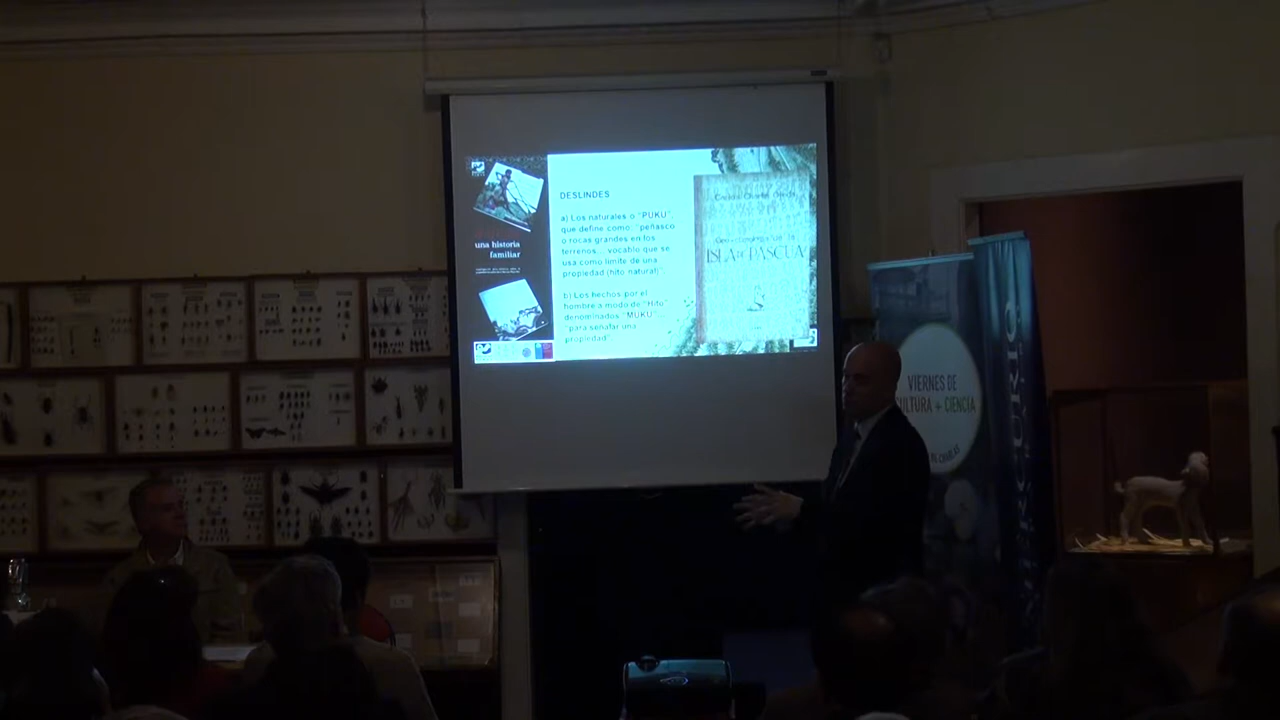 DESLINDES
a) Los naturales o "PUKU",
que define como: "peñasco
o rocas grandes en los
terrenos... vocablo que se
usa como límite de una
propiedad (hito natural)".
b) Los hechos por el
hombre a modo de "Hito"
denominados "MUKU"...
"para señalar una
propiedad".
una historia
familiar
ISLA DE PASCUA
VIERNES DE
CULTURA + CIENCIA